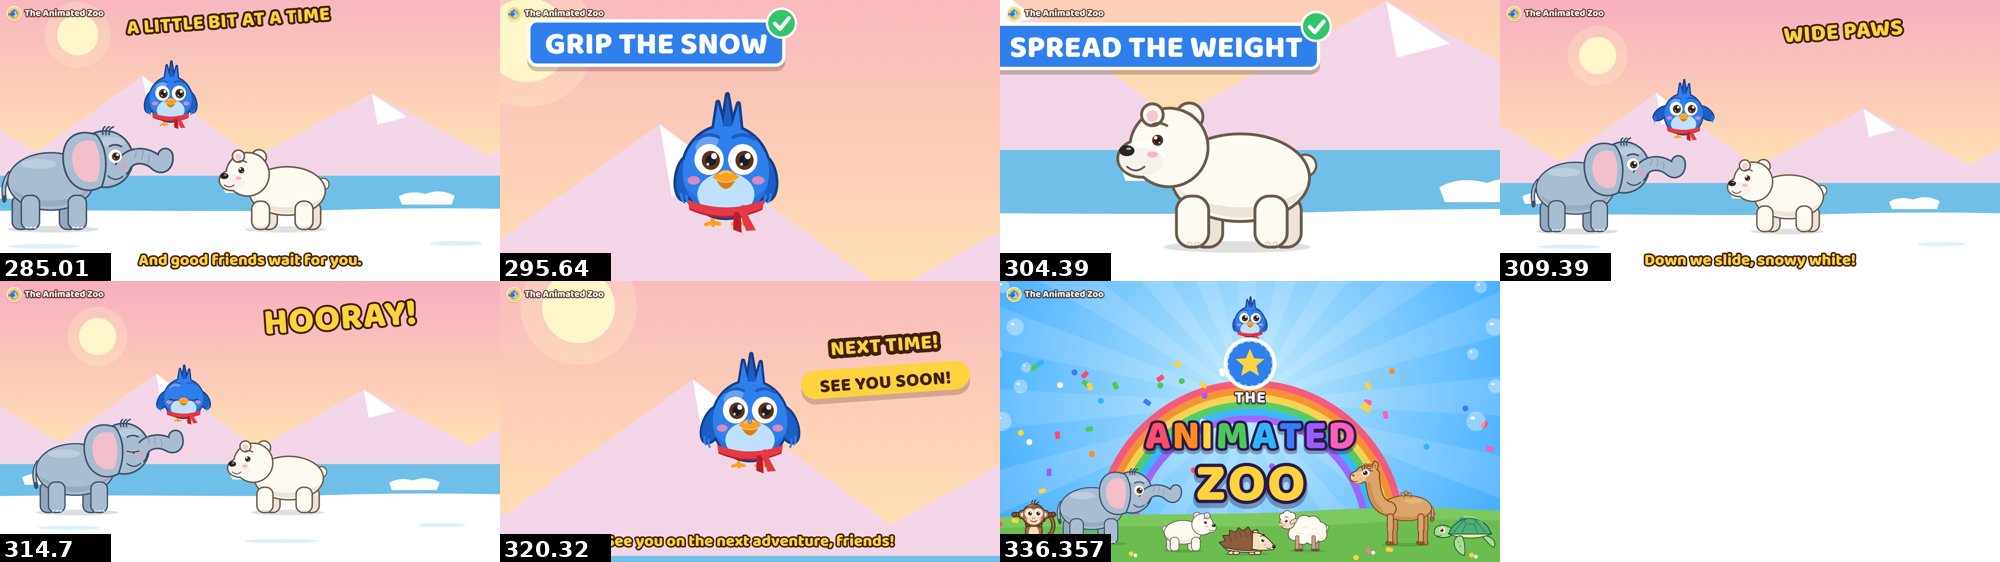 The Animated Zoo
A LITTLE BIT AT A TIME
And good friends wait for you.
285.01
The Animated Zoo
GRIP THE SNOW
295.64
The Animated Zoo
SPREAD THE WEIGHT
304.39
The Animated Zoo
WIDE PAWS
Down we slide, snowy white!
309.39
The Animated Zoo
HOORAY!
314.7
The Animated Zoo
NEXT TIME!
SEE YOU SOON!
See you on the next adventure, friends!
320.32
The Animated Zoo
THE
ANIMATED
ZOO
336.357